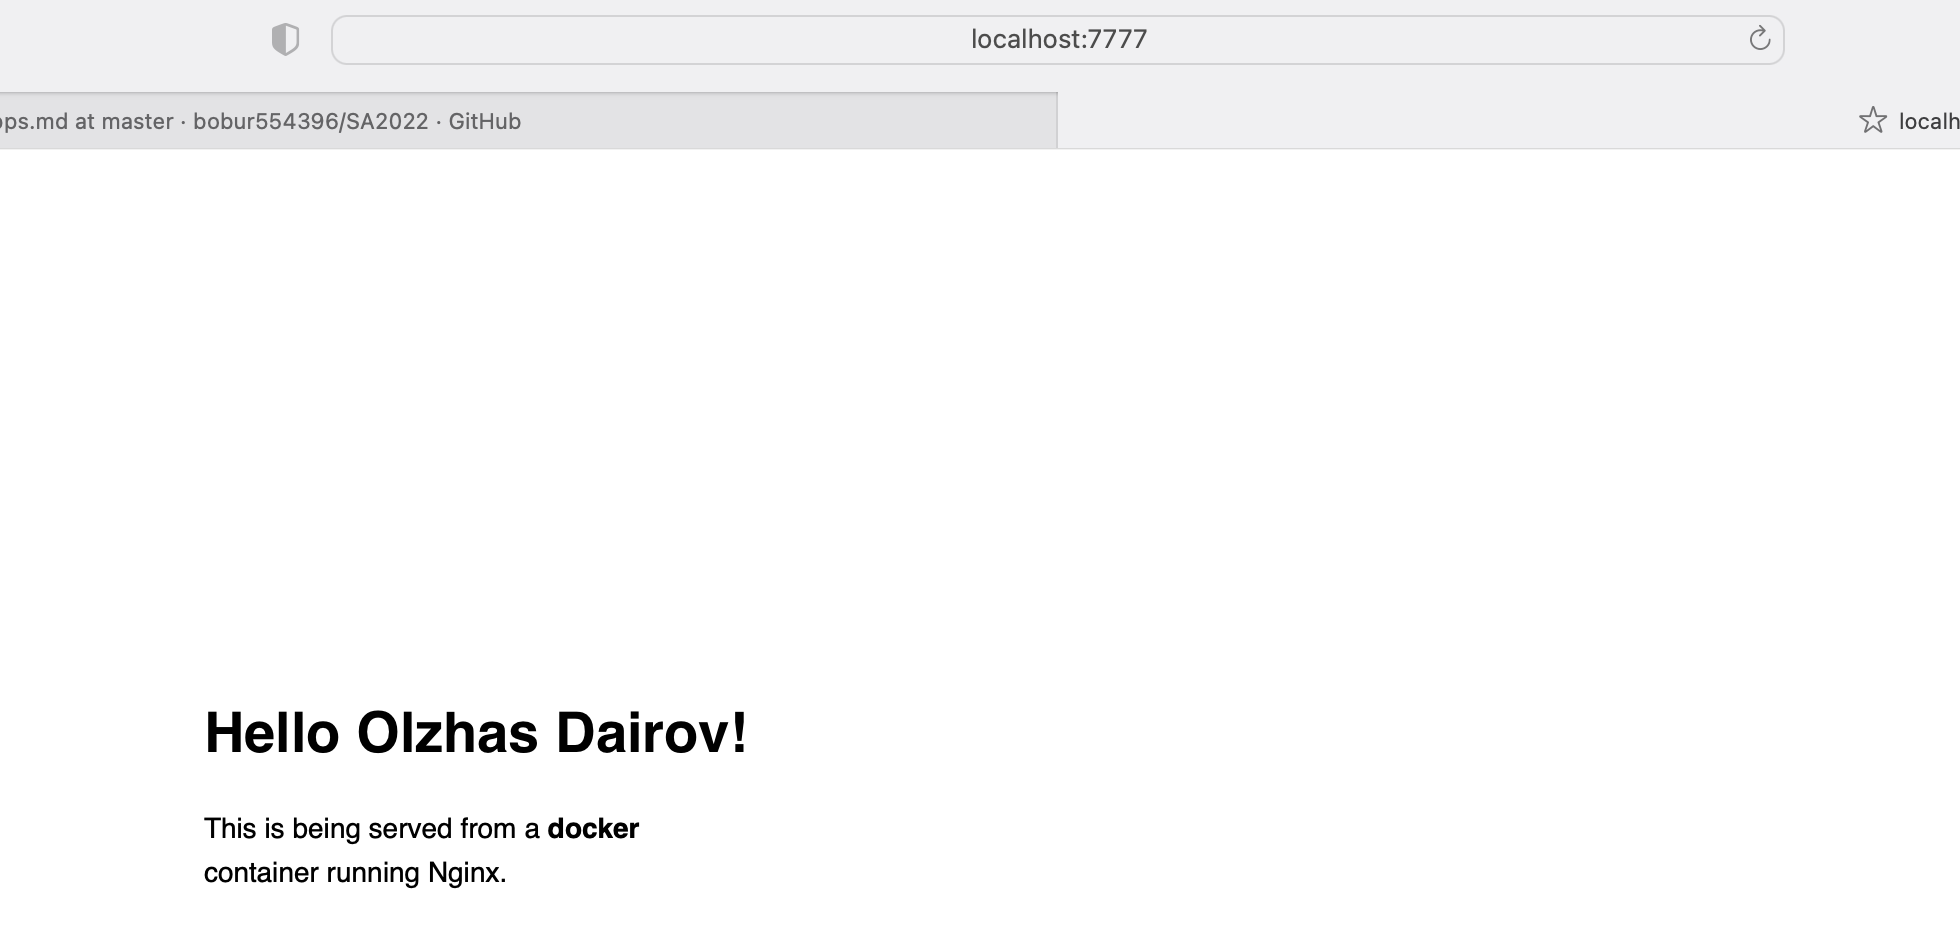 localhost:7777
ops.md at master · bobur554396/SA2022 · GitHub
localh
Hello Olzhas Dairov!
This is being served from a docker
container running Nginx.